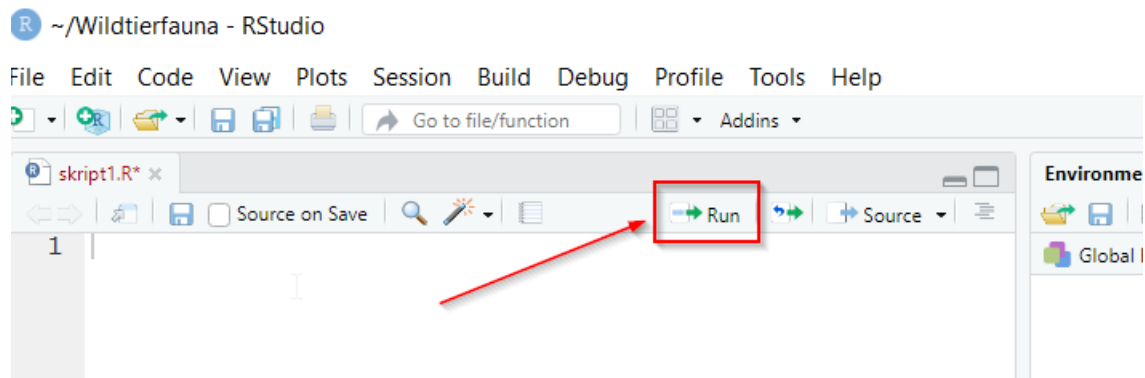 R ~/Wildtierfauna - RStudio
File Edit Code View Plots Session Build Debug Profile Tools Help
Go to file/function Addins
skript1.R*
Environme
Source on Save Run Source
1
Global